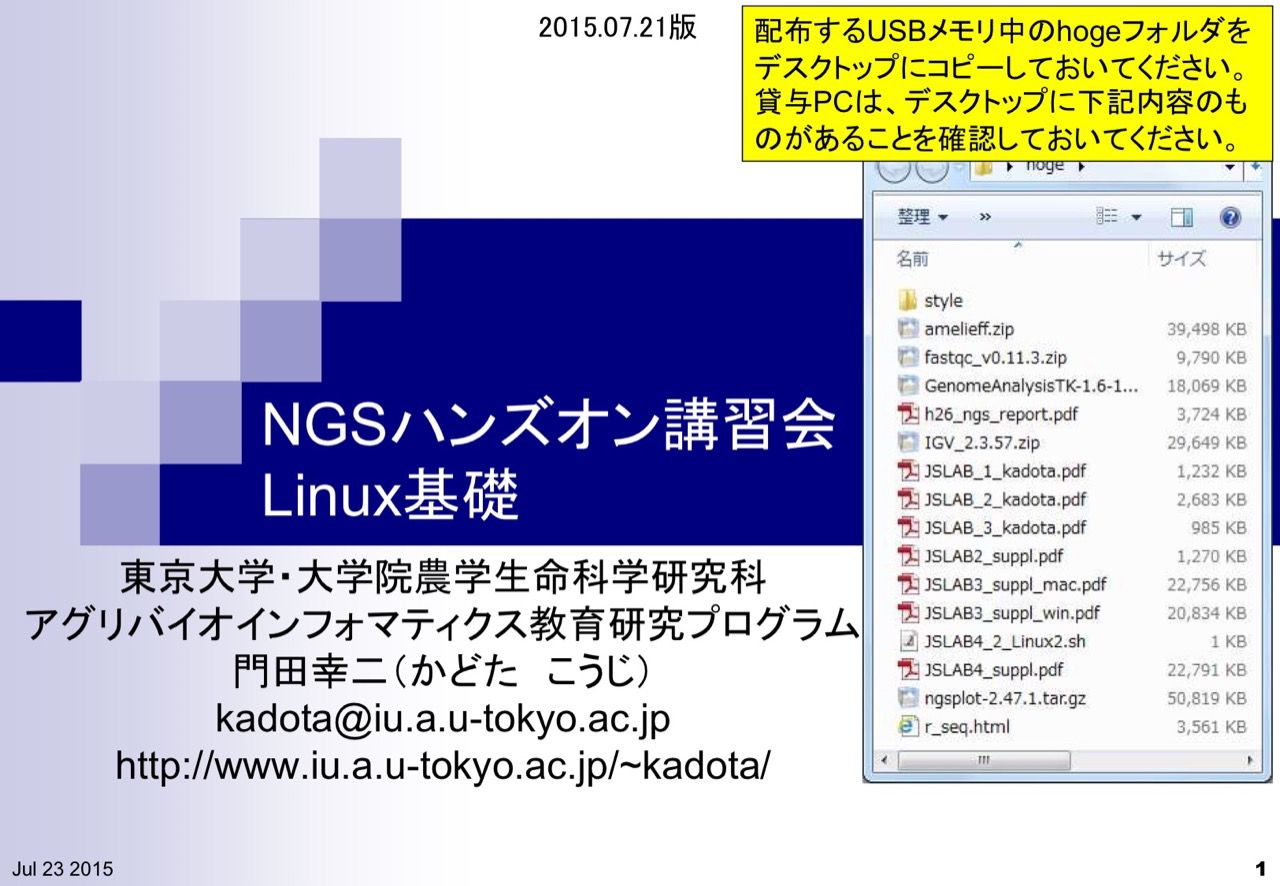 2015.07.21版
配布するUSBメモリ中のhogeフォルダを
デスクトップにコピーしておいてください。
貸与PCは、デスクトップに下記内容のも
のがあることを確認しておいてください。
hoge
整理
名前 サイズ
style
amelieff.zip 39,498 KB
fastqc_v0.11.3.zip 9,790 KB
GenomeAnalysisTK-1.6-1... 18,069 KB
h26_ngs_report.pdf 3,724 KB
IGV_2.3.57.zip 29,649 KB
JSLAB_1_kadota.pdf 1,232 KB
JSLAB_2_kadota.pdf 2,683 KB
JSLAB_3_kadota.pdf 985 KB
JSLAB2_suppl.pdf 1,270 KB
JSLAB3_suppl_mac.pdf 22,756 KB
JSLAB3_suppl_win.pdf 20,834 KB
JSLAB4_2_Linux2.sh 1 KB
JSLAB4_suppl.pdf 22,791 KB
ngsplot-2.47.1.tar.gz 50,819 KB
r_seq.html 3,561 KB
NGSハンズオン講習会
Linux基礎
東京大学・大学院農学生命科学研究科
アグリバイオインフォマティクス教育研究プログラム
門田幸二（かどた　こうじ）
kadota@iu.a.u-tokyo.ac.jp
http://www.iu.a.u-tokyo.ac.jp/~kadota/
Jul 23 2015
1